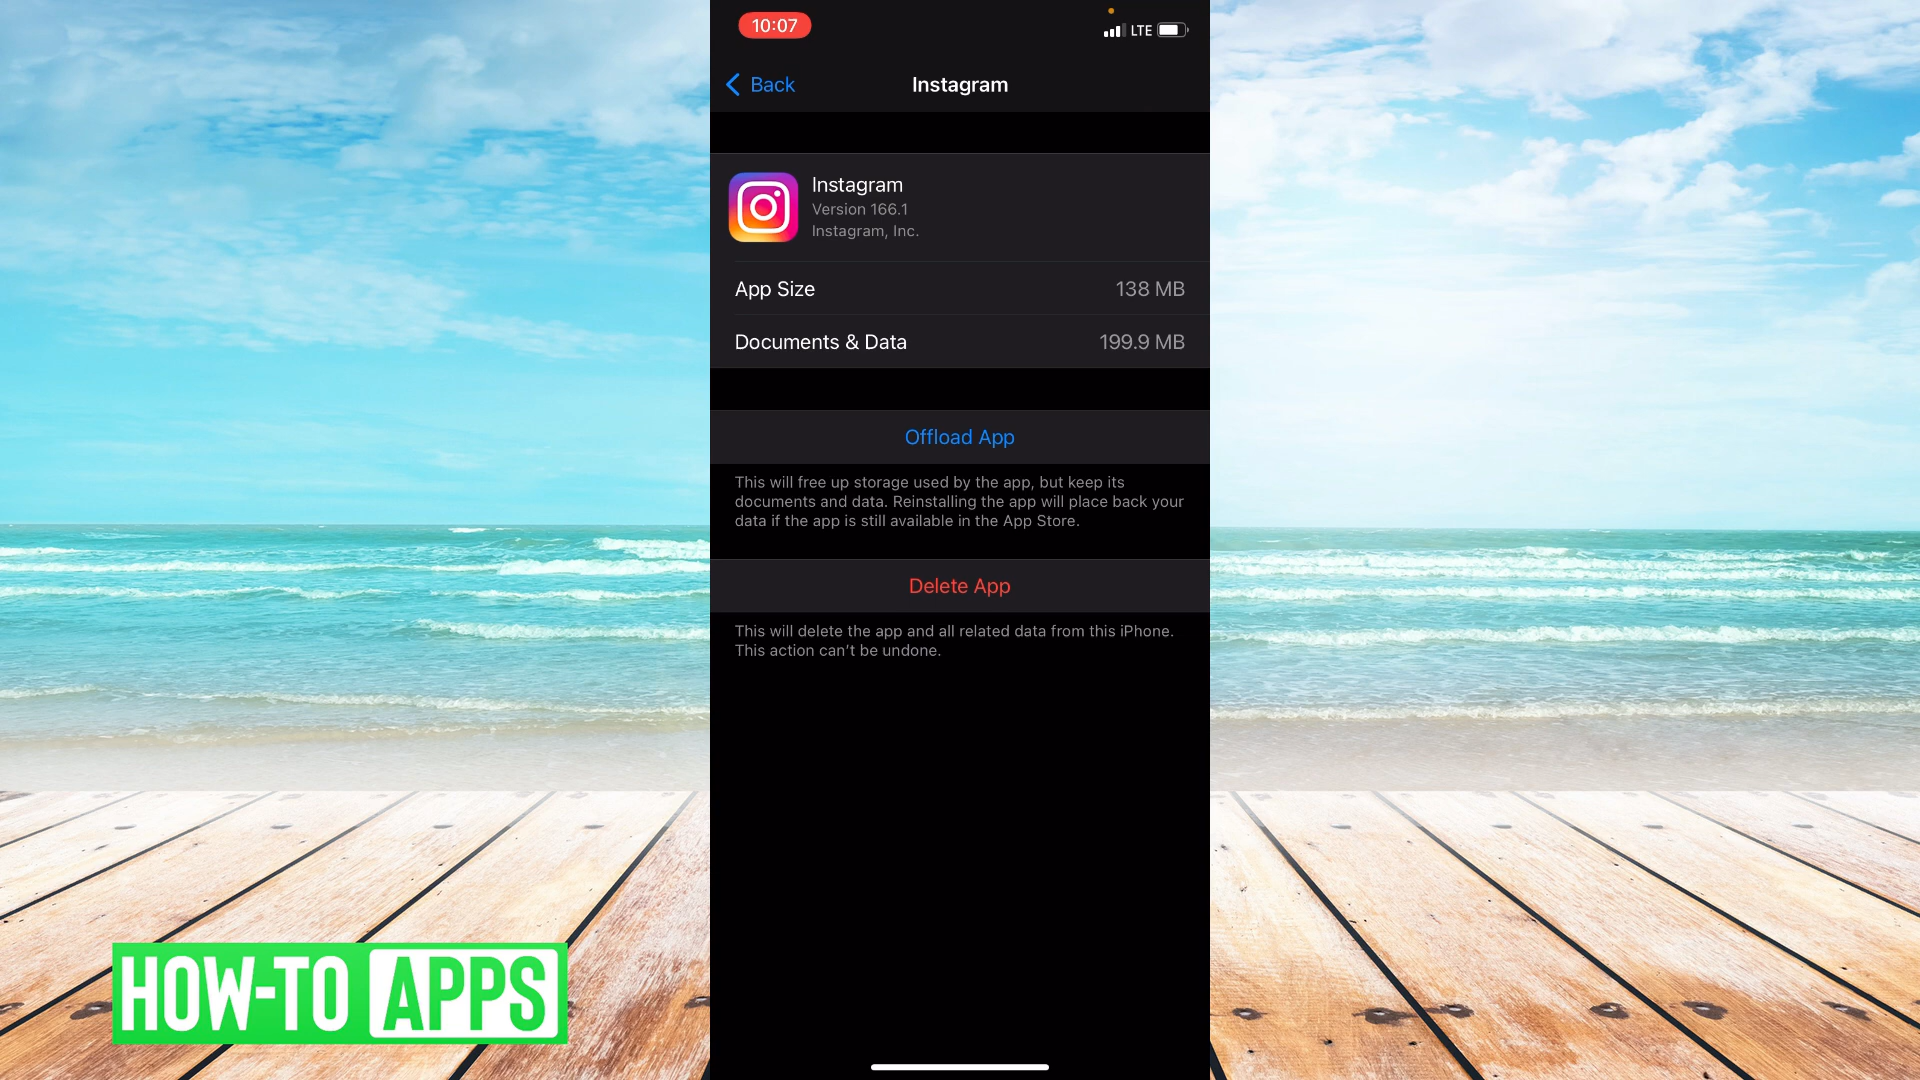 10:07
LTE
Back
Instagram
Instagram
Version 166.1
Instagram, Inc.
App Size 138 MB
Documents & Data 199.9 MB
Offload App
This will free up storage used by the app, but keep its
documents and data. Reinstalling the app will place back your
data if the app is still available in the App Store.
Delete App
This will delete the app and all related data from this iPhone.
This action can’t be undone.
HOW-TO APPS